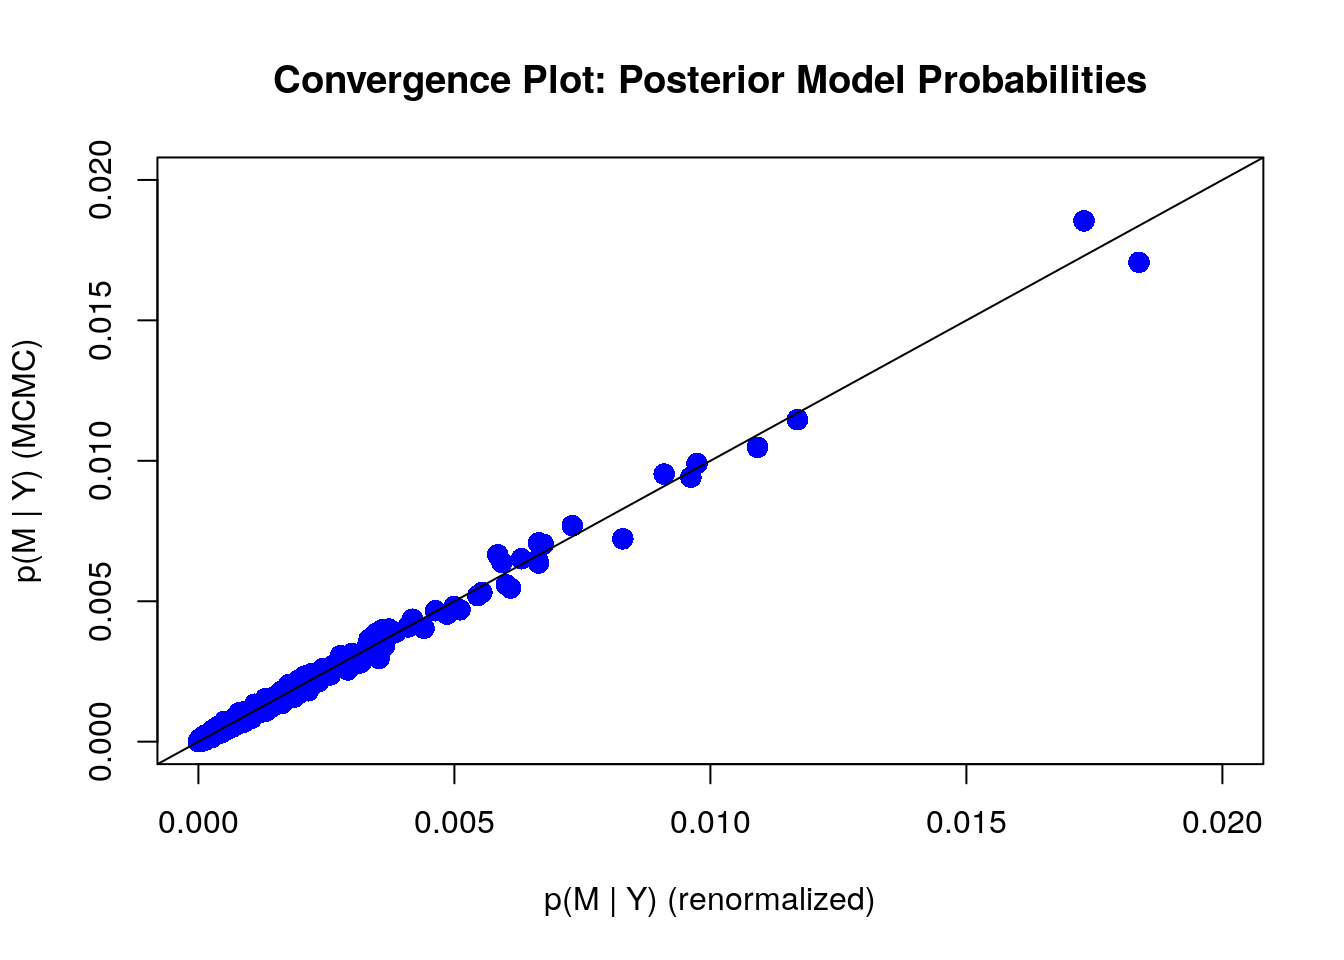 Convergence Plot: Posterior Model Probabilities
p(M | Y) (MCMC)
0.020
0.015
0.010
0.005
0.000
0.000 0.005 0.010 0.015 0.020
p(M | Y) (renormalized)